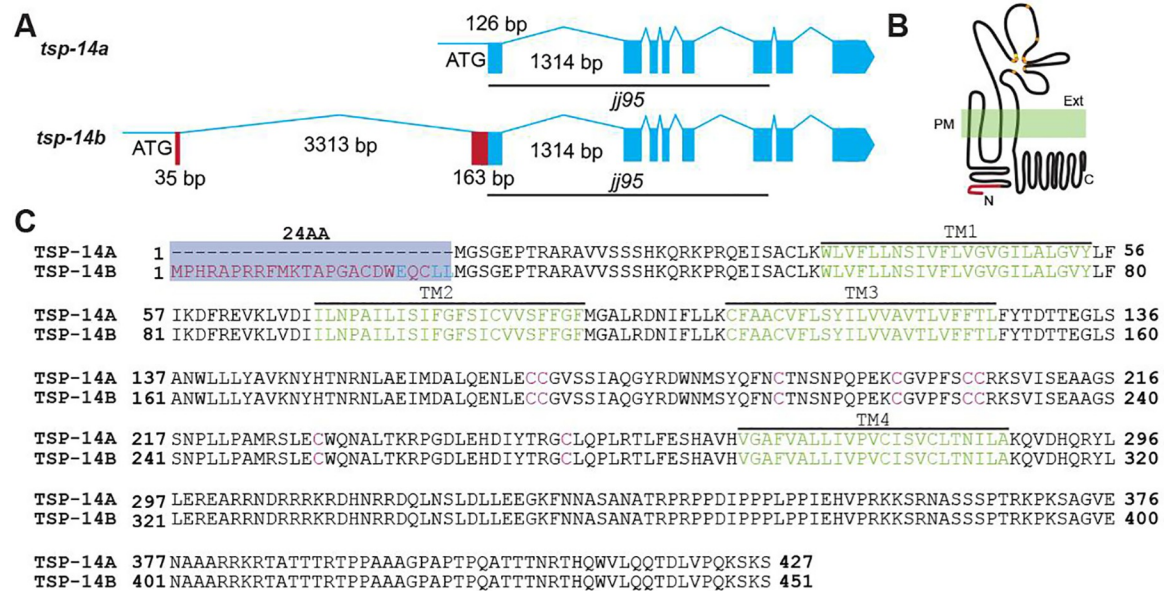 A
tsp-14a
126 bp
ATG
1314 bp
jj95
tsp-14b
ATG
3313 bp
1314 bp
35 bp
163 bp
jj95
B
Ext
PM
N
C
C
24AA
TM1
TSP-14A 1 ------------------------MGSGEPTRARAVVSSSHKQRKPRQEISACLKWLVFLLNSIVFLVGVGILALGVYLF 56
TSP-14B 1 MPHRAPRRFMKTAPGACDWEQCLLMGSGEPTRARAVVSSSHKQRKPRQEISACLKWLVFLLNSIVFLVGVGILALGVYLF 80
TM2 TM3
57 IKDFREVKLVDIILNPAILISIFGFSICVVSFFGFMGALRDNIFLLKCFAACVFLSYILVVAVTLVFFTLFYTDTTEGLS 136
TSP-14A
TSP-14B 81 IKDFREVKLVDIILNPAILISIFGFSICVVSFFGFMGALRDNIFLLKCFAACVFLSYILVVAVTLVFFTLFYTDTTEGLS 160
TSP-14A 137 ANWLLLYAVKNYHTNRNLAEIMDALQENLECCGVSSIAQGYRDWNMSYQFNCTNSNPQPEKCGVPFSCCRKSVISEAAGS 216
TSP-14B 161 ANWLLLYAVKNYHTNRNLAEIMDALQENLECCGVSSIAQGYRDWNMSYQFNCTNSNPQPEKCGVPFSCCRKSVISEAAGS 240
TM4
TSP-14A 217 SNPLLPAMRSLECWQNALTKRPGDLEHDIYTRGCLQPLRTLFESHAVHVGAFVALLIVPVCISVCLTNILAKQVDHQRYL 296
TSP-14B 241 SNPLLPAMRSLECWQNALTKRPGDLEHDIYTRGCLQPLRTLFESHAVHVGAFVALLIVPVCISVCLTNILAKQVDHQRYL 320
TSP-14A 297 LEREARRNDRRRKRDHNRRDQLNSLDLLEEGKFNNASANATRPRPPDIPPPLPPIEHVPRKKSRNASSSPTRKPKSAGVE 376
TSP-14B 321 LEREARRNDRRRKRDHNRRDQLNSLDLLEEGKFNNASANATRPRPPDIPPPLPPIEHVPRKKSRNASSSPTRKPKSAGVE 400
TSP-14A 377 NAAARRKRTATTTRTPPAAAGPAPTPQATTTNRTHQWVLQQTDLVPQKSKS 427
TSP-14B 401 NAAARRKRTATTTRTPPAAAGPAPTPQATTTNRTHQWVLQQTDLVPQKSKS 451